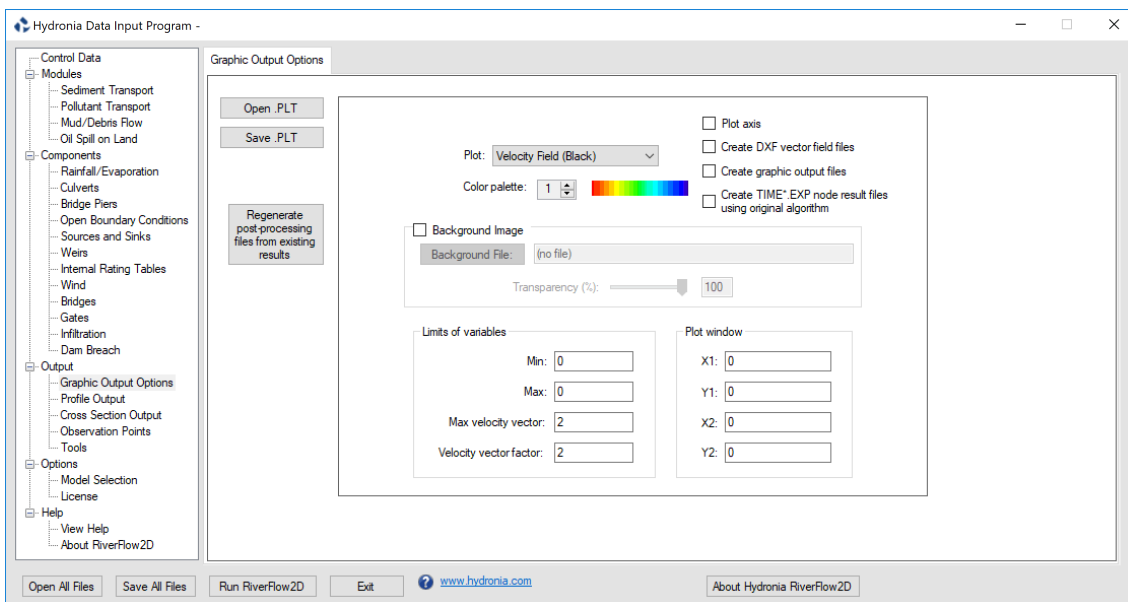 Hydronia Data Input Program -
Control Data
Modules
Sediment Transport
Pollutant Transport
Mud/Debris Flow
Oil Spill on Land
Components
Rainfall/Evaporation
Culverts
Bridge Piers
Open Boundary Conditions
Sources and Sinks
Weirs
Internal Rating Tables
Wind
Bridges
Gates
Infiltration
Dam Breach
Output
Graphic Output Options
Profile Output
Cross Section Output
Observation Points
Tools
Options
Model Selection
License
Help
View Help
About RiverFlow2D
Graphic Output Options
Open .PLT
Save .PLT
Regenerate
post-processing
files from existing
results
Plot: Velocity Field (Black)
Color palette: 1
Plot axis
Create DXF vector field files
Create graphic output files
Create TIME*.EXP node result files
using original algorithm
Background Image
Background File: (no file)
Transparency (%): 100
Limits of variables
Min: 0
Max: 0
Max velocity vector: 2
Velocity vector factor: 2
Plot window
X1: 0
Y1: 0
X2: 0
Y2: 0
Open All Files Save All Files Run RiverFlow2D Exit ? www.hydronia.com About Hydronia RiverFlow2D